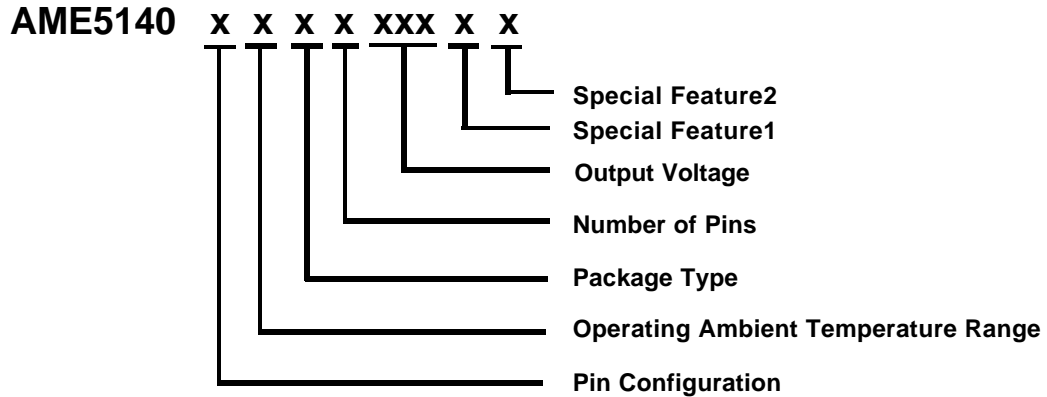 AME5140 x x x x xxx x x
Special Feature2
Special Feature1
Output Voltage
Number of Pins
Package Type
Operating Ambient Temperature Range
Pin Configuration